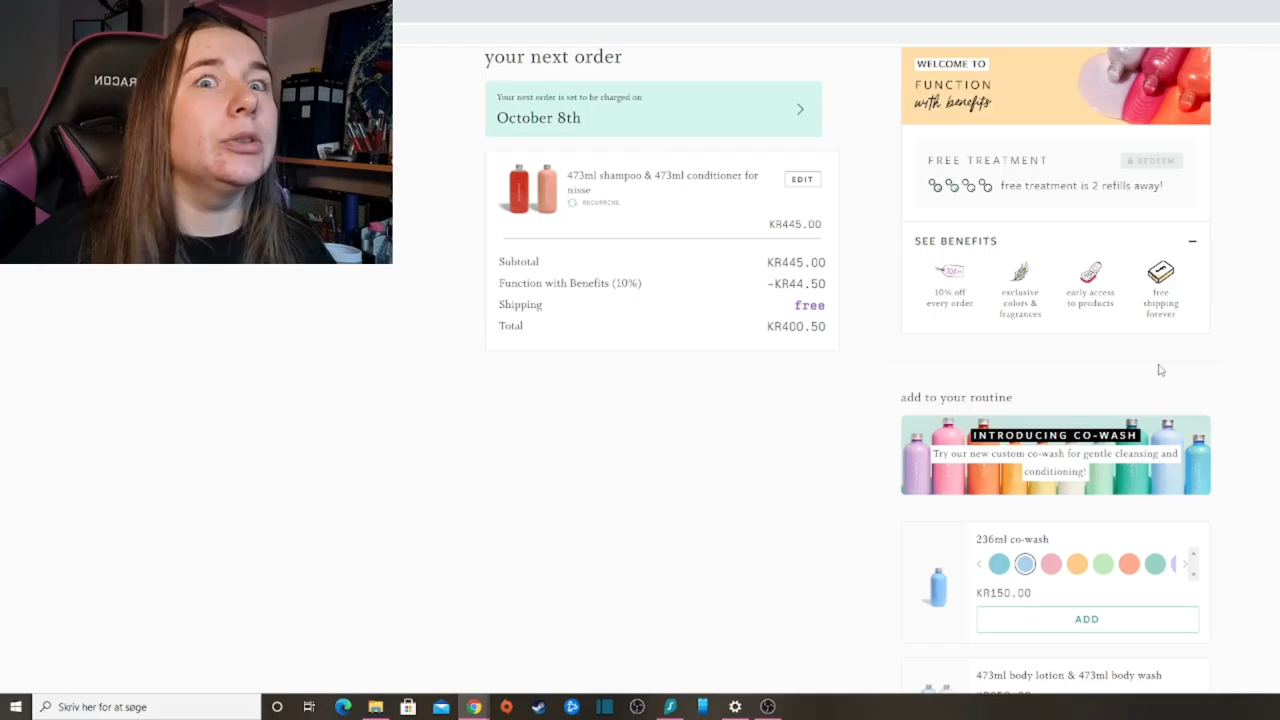 your next order
Your next order is set to be charged on
October 8th
473ml shampoo & 473ml conditioner for
nisse
EDIT
RECURRING
KR445.00
Subtotal
KR445.00
Function with Benefits (10%)
-KR44.50
Shipping
free
Total
KR400.50
WELCOME TO
FUNCTION
with benefits
FREE TREATMENT
REDEEM
free treatment is 2 refills away!
SEE BENEFITS
10% off
every order
exclusive
colors &
fragrances
early access
to products
free
shipping
forever
add to your routine
INTRODUCING CO-WASH
Try our new custom co-wash for gentle cleansing and
conditioning!
236ml co-wash
KR150.00
ADD
473ml body lotion & 473ml body wash
Skriv her for at søge